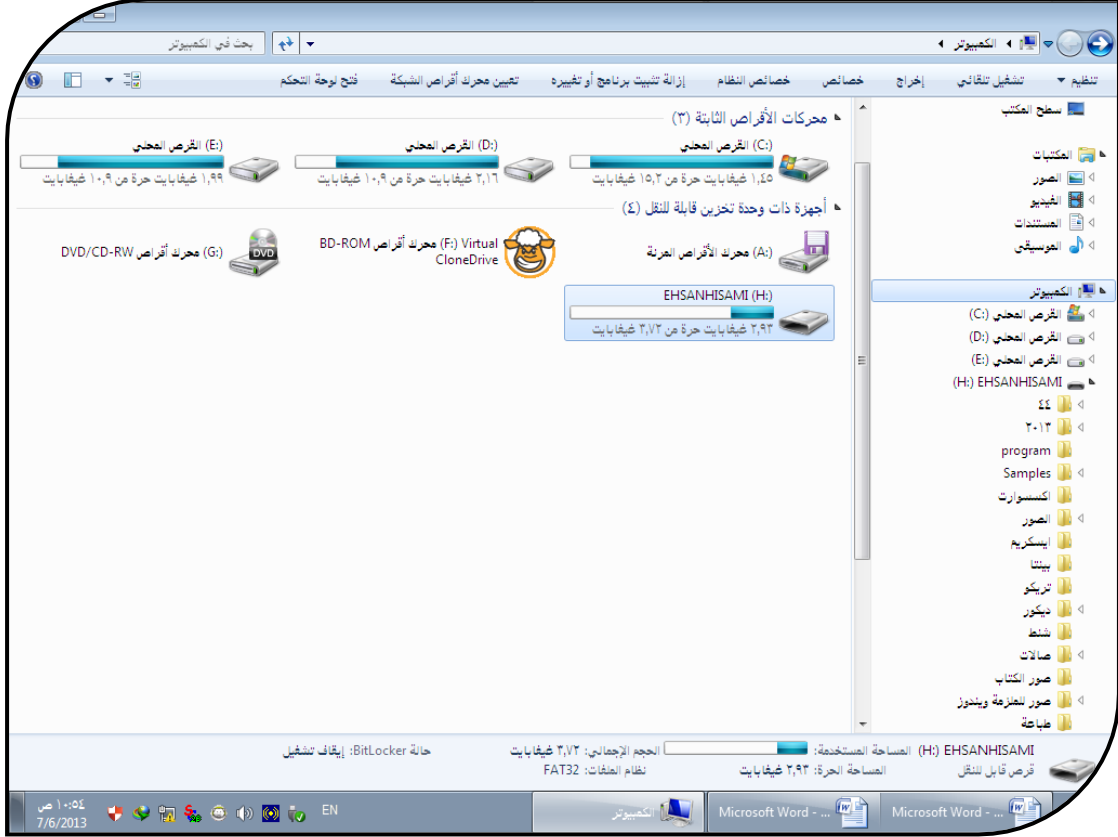 بحث في الكمبيوتر
الكمبيوتر
تنظيم
تشغيل تلقائي
إخراج
خصائص
خصائص النظام
إزالة تثبيت برنامج أو تغييره
تعيين محرك أقراص الشبكة
فتح لوحة التحكم
سطح المكتب
المكتبات
الصور
الفيديو
المستندات
الموسيقى
الكمبيوتر
القرص المحلي (C:)
القرص المحلي (D:)
القرص المحلي (E:)
(H:) EHSANHISAMI
٤٤
٢٠١٣
program
Samples
اكسسوارت
الصور
ايسكريم
بينتا
تريكو
ديكور
شنط
صالات
صور الكتاب
صور للملزمة ويندوز
طباعة
محركات الأقراص الثابتة (٣)
(C:) القرص المحلي
١,٤٥ غيغابايت حرة من ١٥,٢ غيغابايت
(D:) القرص المحلي
٢,١٦ غيغابايت حرة من ١٠,٩ غيغابايت
(E:) القرص المحلي
١,٩٩ غيغابايت حرة من ١٠,٩ غيغابايت
أجهزة ذات وحدة تخزين قابلة للنقل (٤)
(A:) محرك الأقراص المرنة
BD-ROM محرك أقراص (F:) Virtual
CloneDrive
DVD/CD-RW محرك أقراص (G:)
DVD
EHSANHISAMI (H:)
٢,٩٣ غيغابايت حرة من ٣,٧٢ غيغابايت
(H:) EHSANHISAMI
قرص قابل للنقل
المساحة المستخدمة:
المساحة الحرة: ٢,٩٣ غيغابايت
الحجم الإجمالي: ٣,٧٢ غيغابايت
نظام الملفات: FAT32
حالة BitLocker: إيقاف تشغيل
Microsoft Word - ...
Microsoft Word - ...
الكمبيوتر
EN
١٠:٥٤ ص
7/6/2013